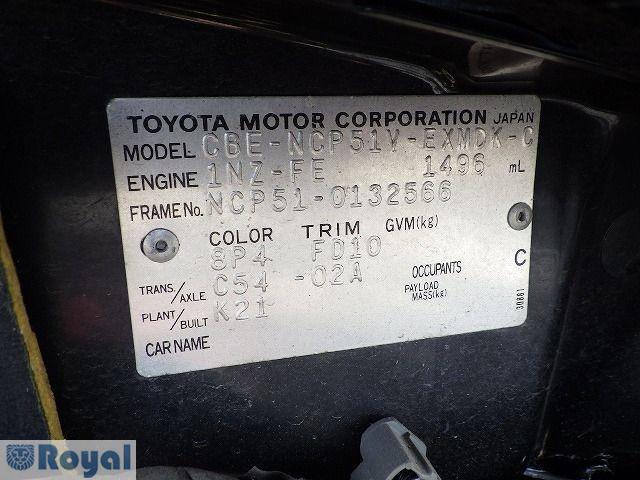 TOYOTA MOTOR CORPORATION JAPAN
MODEL CBE-NCP51V-EXMDK-C
ENGINE 1NZ-FE 1496 mL
FRAME No. NCP51-0132566
COLOR TRIM GVM(kg)
8P4 FD10
TRANS./AXLE C54 -02A OCCUPANTS C
PLANT/BUILT K21 PAYLOAD MASS(kg)
CAR NAME
30881
Royal